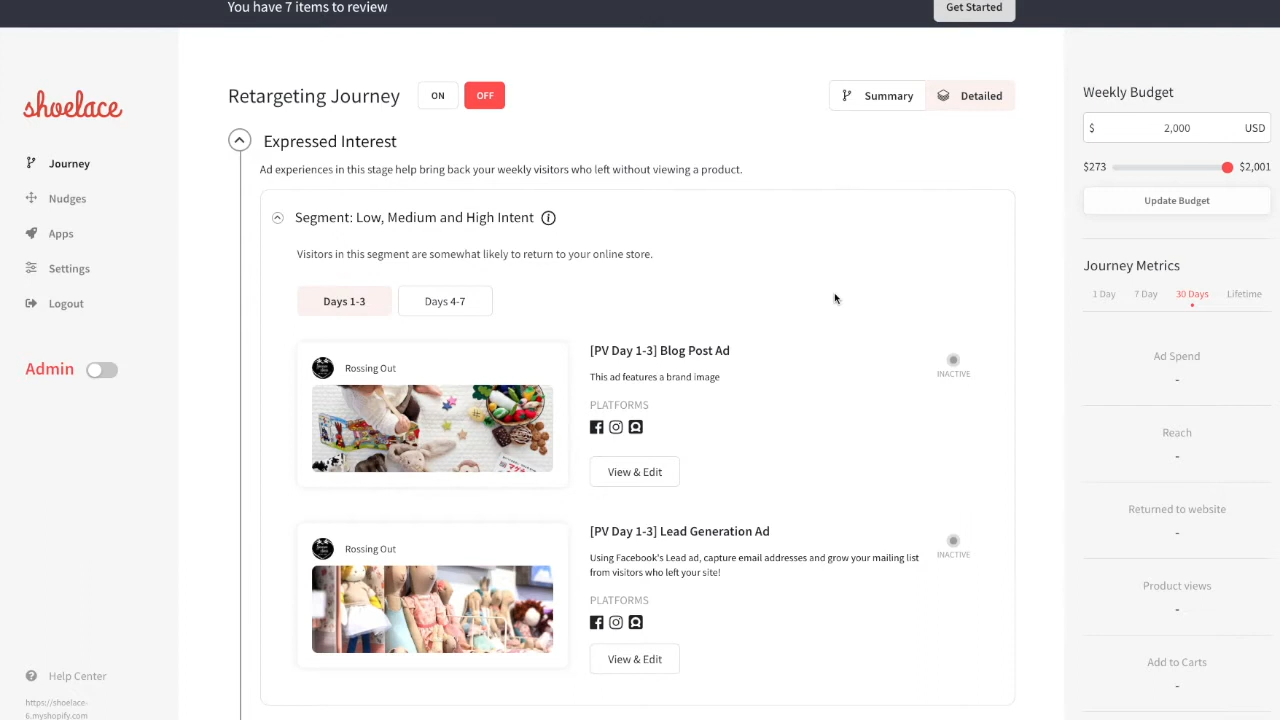 You have 7 items to review
Get Started
shoelace
Journey
Nudges
Apps
Settings
Logout
Admin
Help Center
https://shoelace-
6.myshopify.com
Retargeting Journey
ON
OFF
Summary
Detailed
Expressed Interest
Ad experiences in this stage help bring back your weekly visitors who left without viewing a product.
Segment: Low, Medium and High Intent
Visitors in this segment are somewhat likely to return to your online store.
Days 1-3
Days 4-7
Rossing Out
[PV Day 1-3] Blog Post Ad
This ad features a brand image
PLATFORMS
View & Edit
INACTIVE
Rossing Out
[PV Day 1-3] Lead Generation Ad
Using Facebook's Lead ad, capture email addresses and grow your mailing list
from visitors who left your site!
PLATFORMS
View & Edit
INACTIVE
Weekly Budget
$ 2,000 USD
$273 $2,001
Update Budget
Journey Metrics
1 Day 7 Day 30 Days Lifetime
Ad Spend
-
Reach
-
Returned to website
-
Product views
-
Add to Carts
-